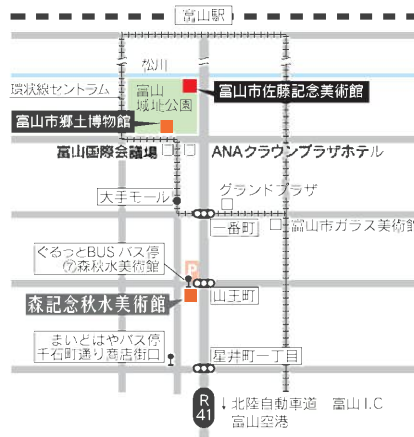 富山駅
松川
環状線セントラム
富山
城址公園
富山市佐藤記念美術館
富山市郷土博物館
富山国際会議場
ANAクラウンプラザホテル
大手モール
グランドプラザ
一番町
富山市ガラス美術館
ぐるっとBUS バス停
⑦森秋水美術館
P
森記念秋水美術館
山王町
まいどはやバス停
千石町通り商店街口
星井町一丁目
R
41
↓北陸自動車道 富山I.C
富山空港